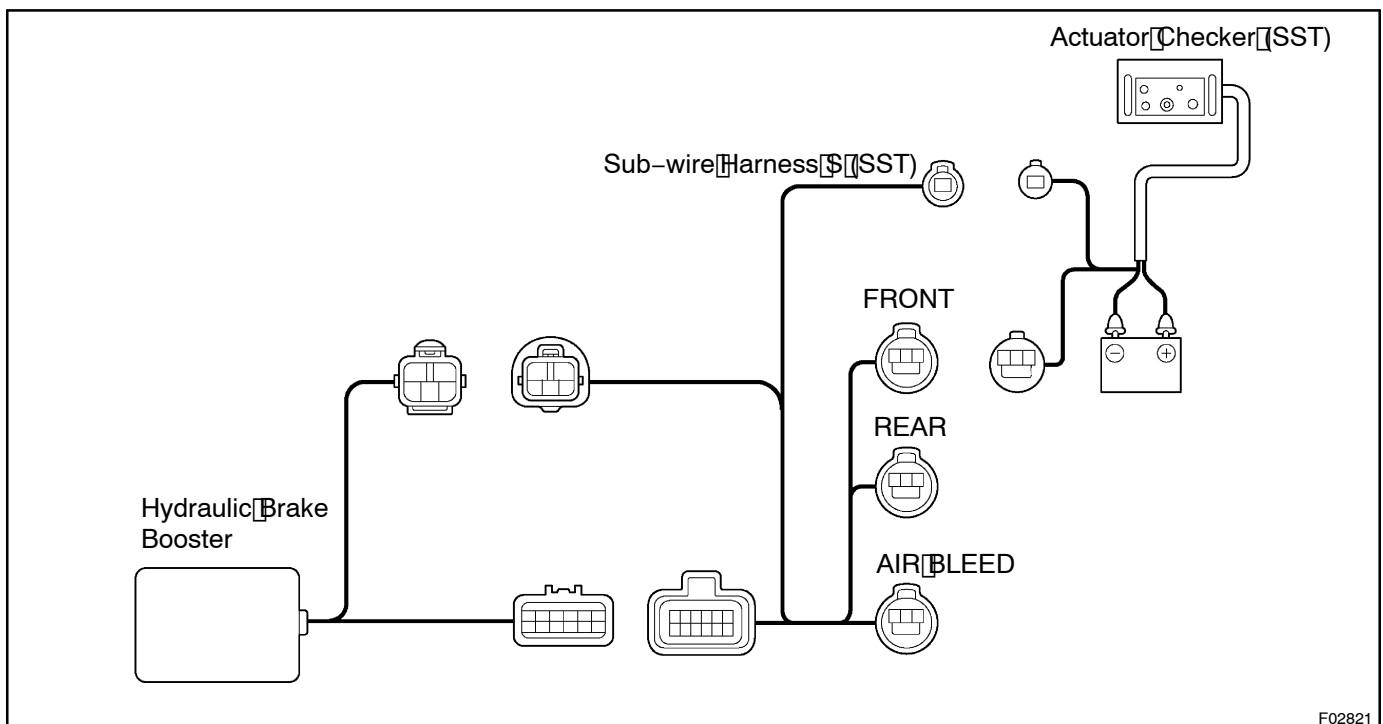 Actuator Checker (SST)
Sub−wire Harness S (SST)
FRONT
REAR
Hydraulic Brake
Booster
AIR BLEED
− +
F02821